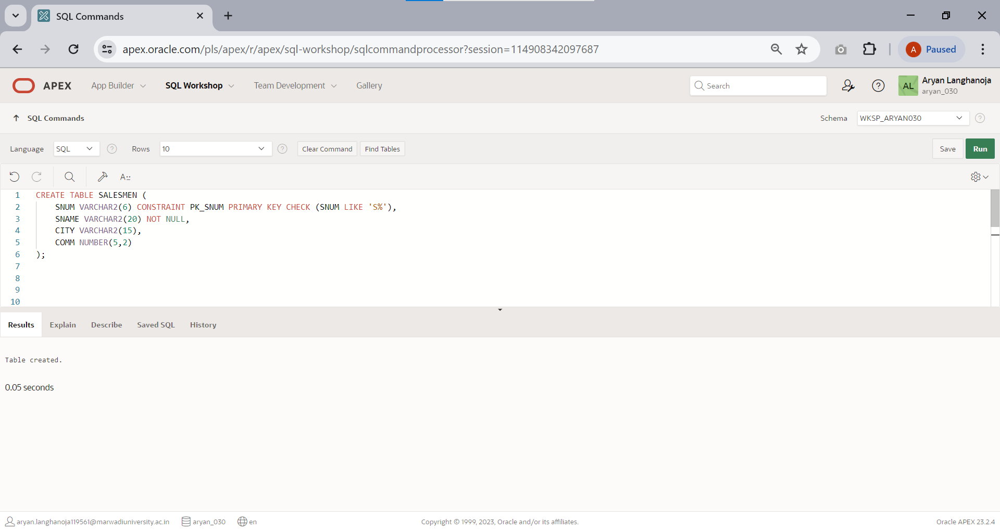 SQL Commands
apex.oracle.com/pls/apex/r/apex/sql-workshop/sqlcommandprocessor?session=114908342097687
A Paused
APEX App Builder SQL Workshop Team Development Gallery Search ? AL Aryan Langhanoja
aryan_030
SQL Commands Schema WKSP_ARYAN030 ?
Language SQL ? Rows 10 ? Clear Command Find Tables Save Run
A::
1 CREATE TABLE SALESMEN (
2 SNUM VARCHAR2(6) CONSTRAINT PK_SNUM PRIMARY KEY CHECK (SNUM LIKE 'S%'),
3 SNAME VARCHAR2(20) NOT NULL,
4 CITY VARCHAR2(15),
5 COMM NUMBER(5,2)
6 );
7
8
9
10
Results Explain Describe Saved SQL History
Table created.
0.05 seconds
aryan.langhanoja119561@marwadiuniversity.ac.in aryan_030 en Copyright © 1999, 2023, Oracle and/or its affiliates. Oracle APEX 23.2.4